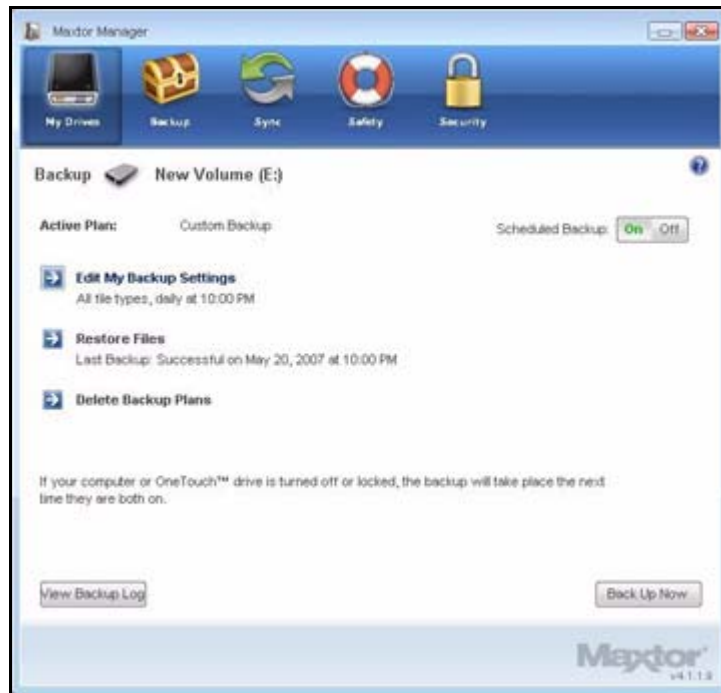 Maxtor Manager
My Drives
Backup
Sync
Safety
Security
Backup New Volume (E:)
Active Plan: Custom Backup
Scheduled Backup: On Off
Edit My Backup Settings
All file types, daily at 10:00 PM
Restore Files
Last Backup: Successful on May 20, 2007 at 10:00 PM
Delete Backup Plans
If your computer or OneTouch™ drive is turned off or locked, the backup will take place the next
time they are both on.
View Backup Log
Back Up Now
Maxtor